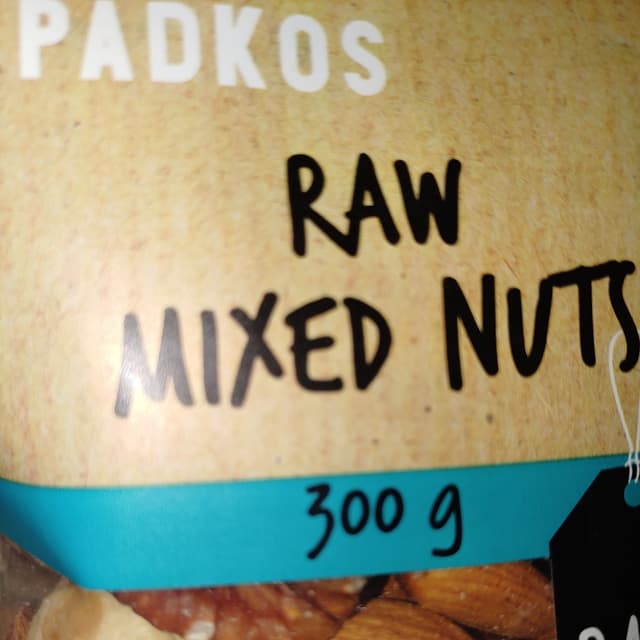 PADKOS
RAW
MIXED NUTS
300 g